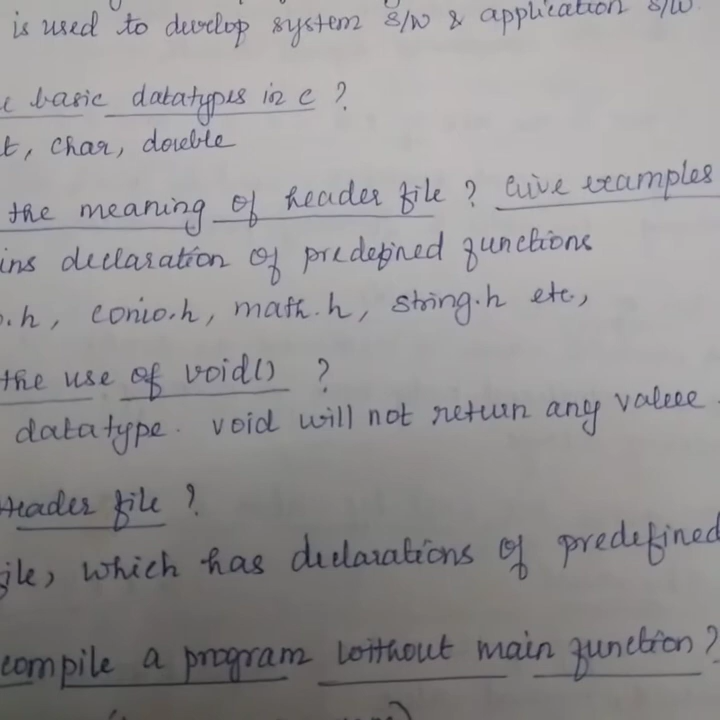 is used to develop system S/W & application S/W
basic datatypes in c ?
t, char, double
the meaning of header file ? Give examples
ins declaration of predefined functions
o.h, conio.h, math.h, string.h etc.,
the use of void() ?
datatype. void will not return any value.
Header file ?
file, which has declarations of predefined
compile a program without main function ?